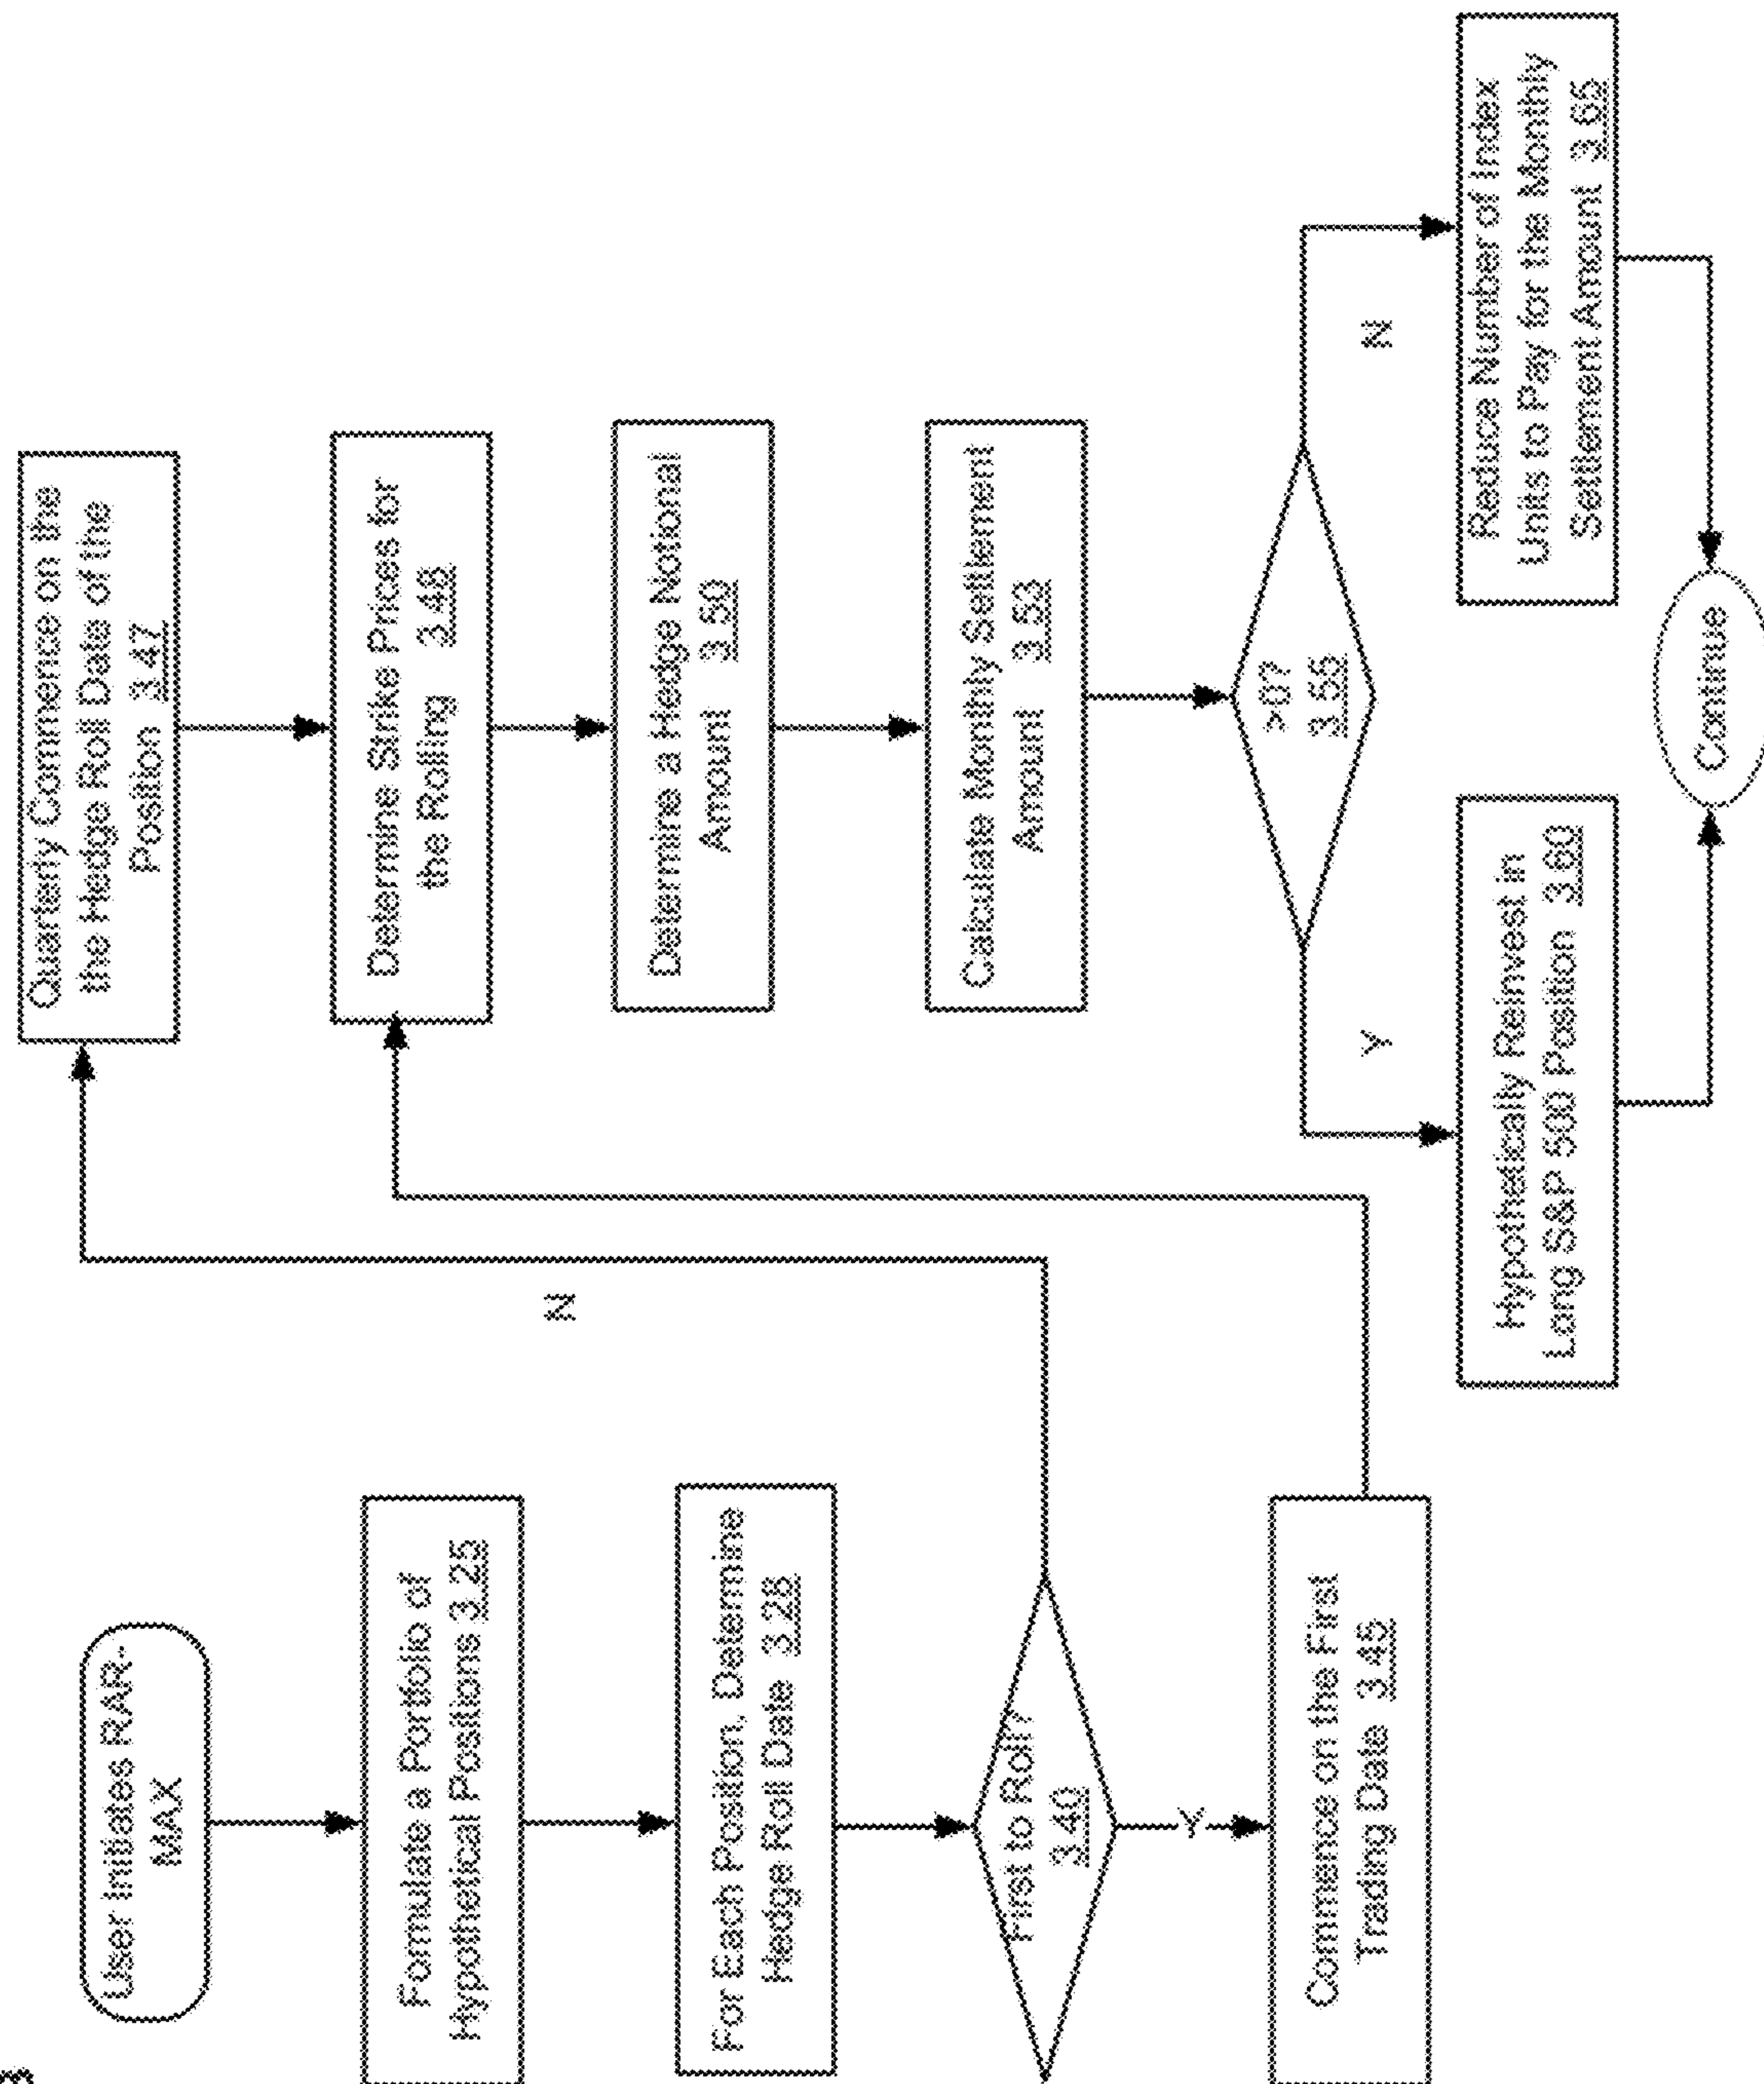 User Initiates RAR-
MAX
Formulate a Portfolio of
Hypothetical Positions 3.25
For Each Position, Determine
Hedge Roll Date 3.28
First to Roll?
3.40
Y
N
Commence on the First
Trading Date 3.45
Quarterly Commence on the
the Hedge Roll Date of the
Position 3.47
Determine Strike Prices for
the Rolling 3.48
Determine a Hedge Notional
Amount 3.50
Calculate Monthly Settlement
Amount 3.53
>0?
3.55
Y
N
Hypothetically Reinvest in
Long S&P 500 Position 3.60
Reduce Number of Index
Units to Pay for the Monthly
Settlement Amount 3.65
Continue